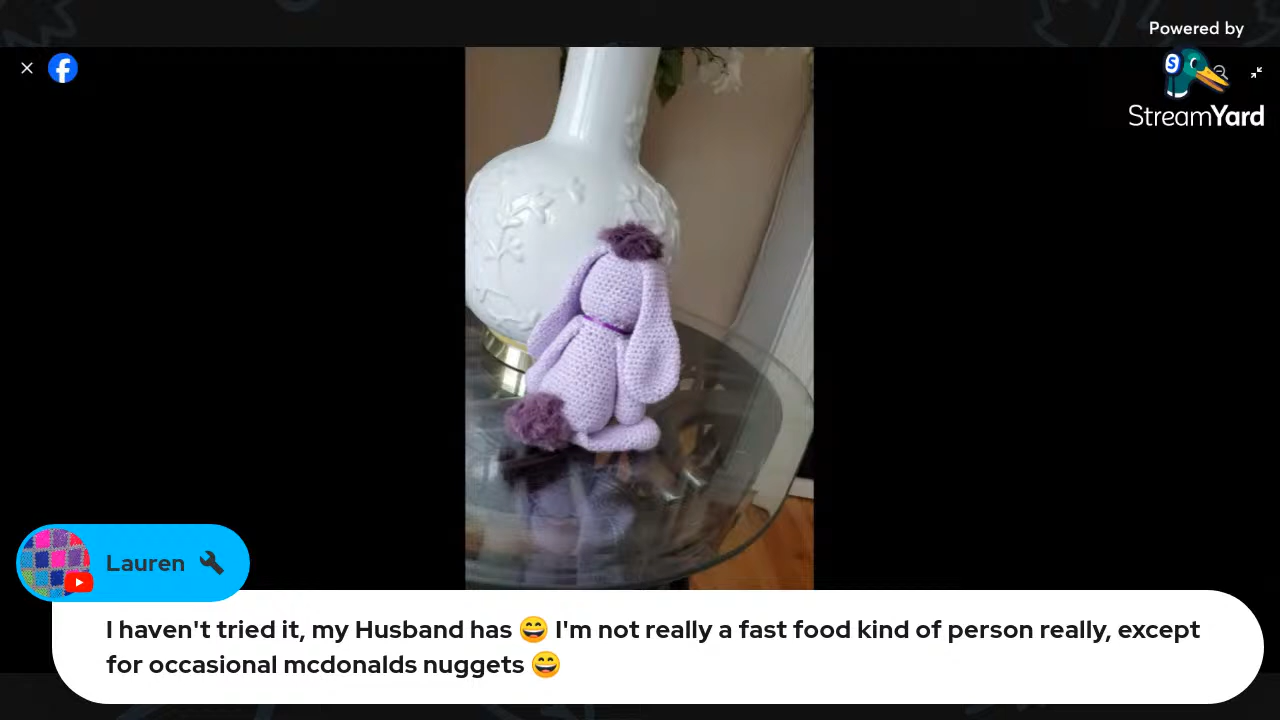 Powered by
StreamYard
Lauren
I haven't tried it, my Husband has 😄 I'm not really a fast food kind of person really, except
for occasional mcdonalds nuggets 😄